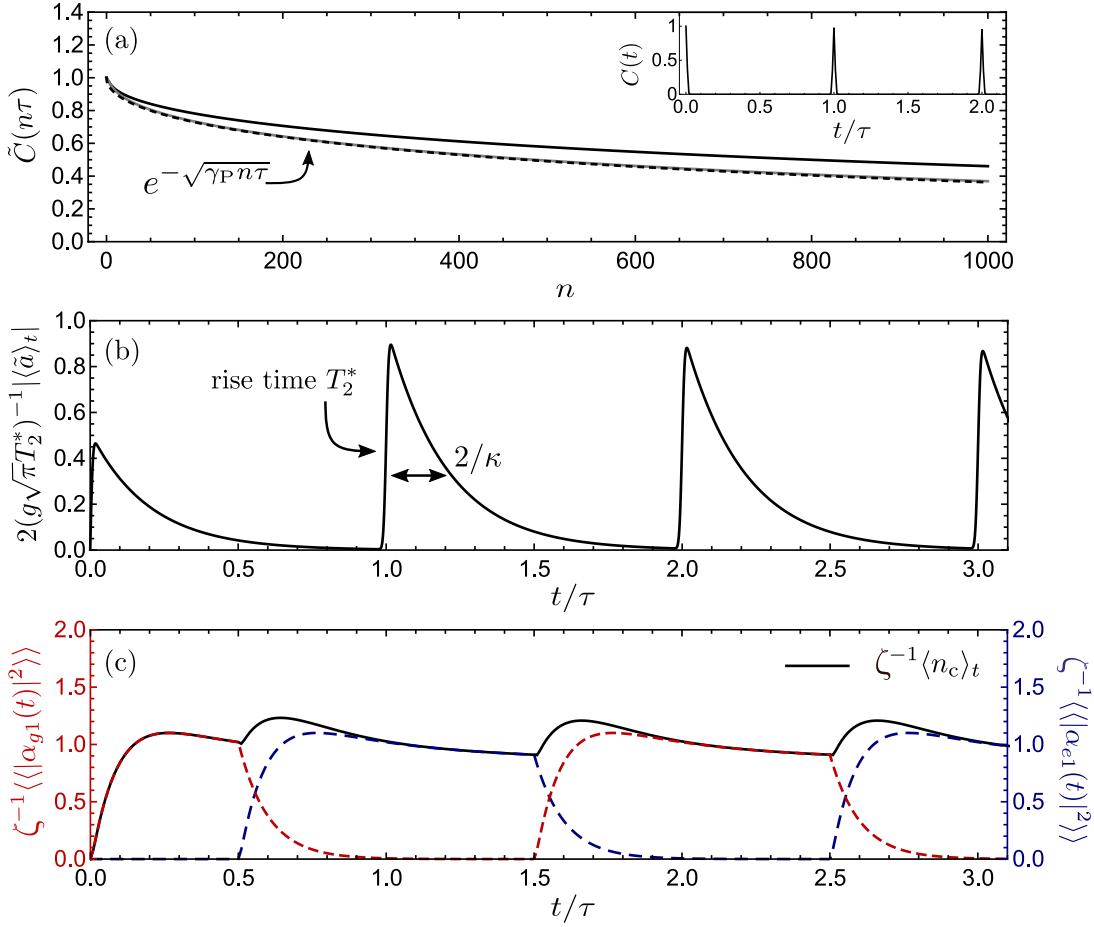 (a)
C̃(nτ)
1.4
1.2
1.0
0.8
0.6
0.4
0.2
0.0
e^{-√(γ_P nτ)}
0 200 400 600 800 1000
n
C(t)
1
0.5
0
0.0 0.5 1.0 1.5 2.0
t/τ
(b)
2(g√πT₂*)⁻¹|⟨ã⟩ₜ|
1.0
0.8
0.6
0.4
0.2
0.0
rise time T₂*
2/κ
0.0 0.5 1.0 1.5 2.0 2.5 3.0
t/τ
(c)
ζ⁻¹⟨⟨|α_{g1}(t)|²⟩⟩
2.0
1.5
1.0
0.5
0.0
ζ⁻¹⟨n_c⟩ₜ
2.0
1.5
1.0
0.5
0.0
ζ⁻¹⟨⟨|α_{e1}(t)|²⟩⟩
0.0 0.5 1.0 1.5 2.0 2.5 3.0
t/τ